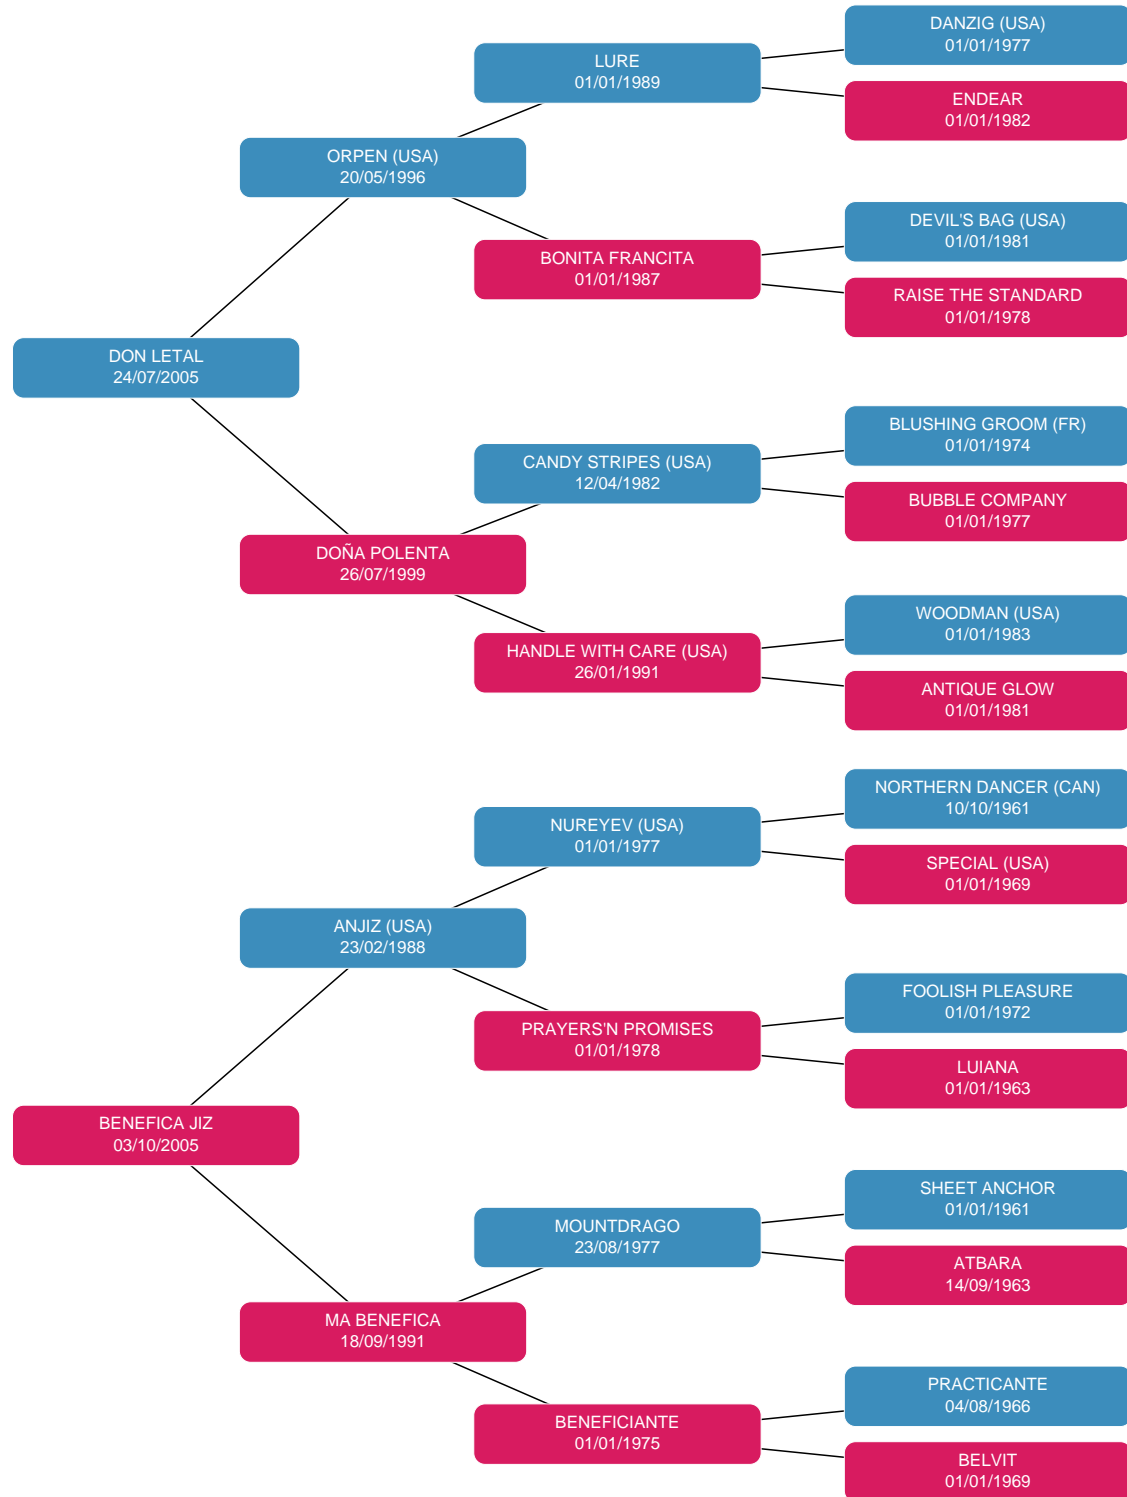 DANZIG (USA)
01/01/1977
LURE
01/01/1989
ENDEAR
01/01/1982
ORPEN (USA)
20/05/1996
DEVIL'S BAG (USA)
01/01/1981
BONITA FRANCITA
01/01/1987
RAISE THE STANDARD
01/01/1978
DON LETAL
24/07/2005
BLUSHING GROOM (FR)
01/01/1974
CANDY STRIPES (USA)
12/04/1982
BUBBLE COMPANY
01/01/1977
DOÑA POLENTA
26/07/1999
WOODMAN (USA)
01/01/1983
HANDLE WITH CARE (USA)
26/01/1991
ANTIQUE GLOW
01/01/1981
NORTHERN DANCER (CAN)
10/10/1961
NUREYEV (USA)
01/01/1977
SPECIAL (USA)
01/01/1969
ANJIZ (USA)
23/02/1988
FOOLISH PLEASURE
01/01/1972
PRAYERS'N PROMISES
01/01/1978
LUIANA
01/01/1963
BENEFICA JIZ
03/10/2005
SHEET ANCHOR
01/01/1961
MOUNTDRAGO
23/08/1977
ATBARA
14/09/1963
MA BENEFICA
18/09/1991
PRACTICANTE
04/08/1966
BENEFICIANTE
01/01/1975
BELVIT
01/01/1969